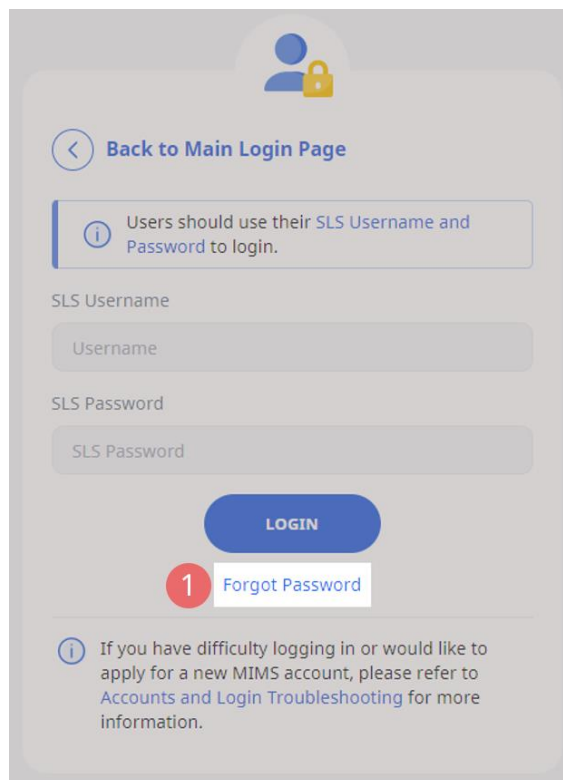 Back to Main Login Page
Users should use their SLS Username and
Password to login.
SLS Username
Username
SLS Password
SLS Password
LOGIN
1 Forgot Password
If you have difficulty logging in or would like to
apply for a new MIMS account, please refer to
Accounts and Login Troubleshooting for more
information.